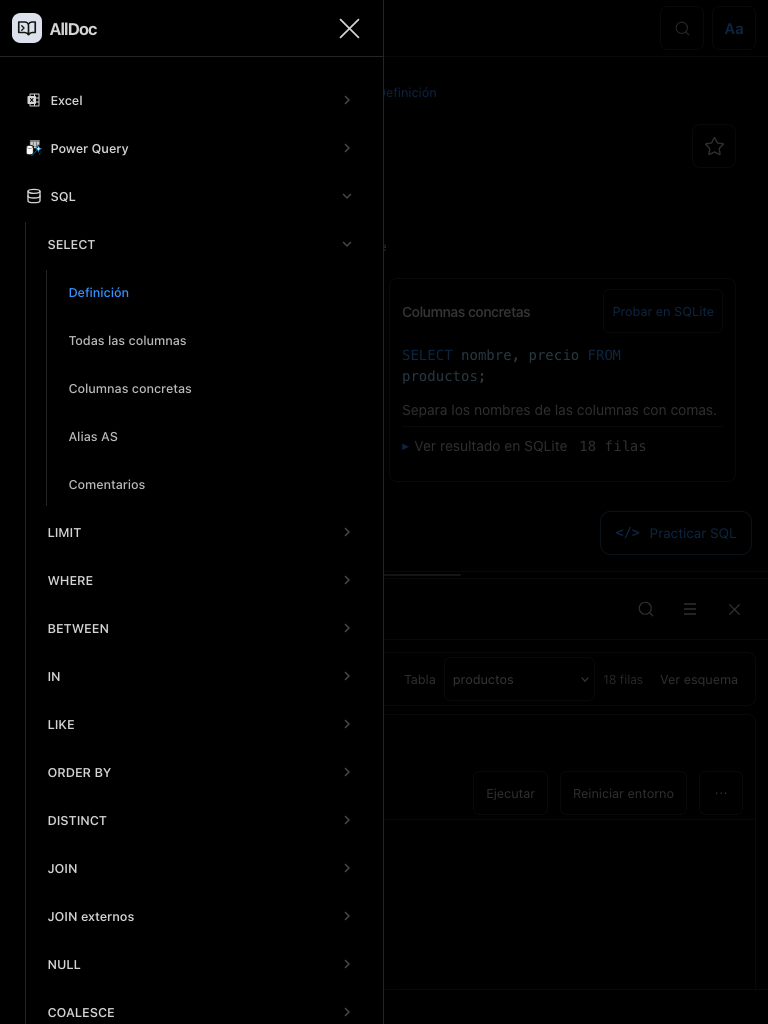 AllDoc
Aa
Excel
Power Query
SQL
SELECT
Definición
Todas las columnas
Columnas concretas
Alias AS
Comentarios
LIMIT
WHERE
BETWEEN
IN
LIKE
ORDER BY
DISTINCT
JOIN
JOIN externos
NULL
COALESCE
efinición
Columnas concretas
Probar en SQLite
SELECT nombre, precio FROM
productos;
Separa los nombres de las columnas con comas.
▸ Ver resultado en SQLite 18 filas
</> Practicar SQL
Tabla
productos
18 filas
Ver esquema
Ejecutar
Reiniciar entorno
...